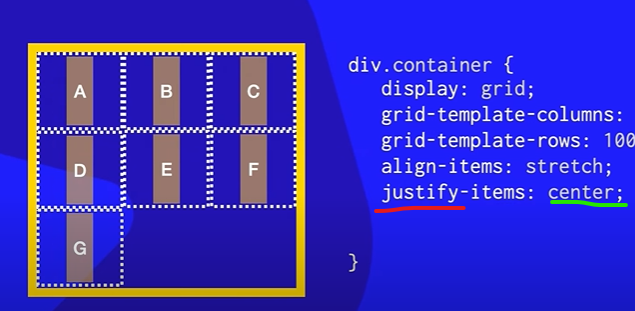 A B C
D E F
G
div.container {
display: grid;
grid-template-columns:
grid-template-rows: 100
align-items: stretch;
justify-items: center;
}